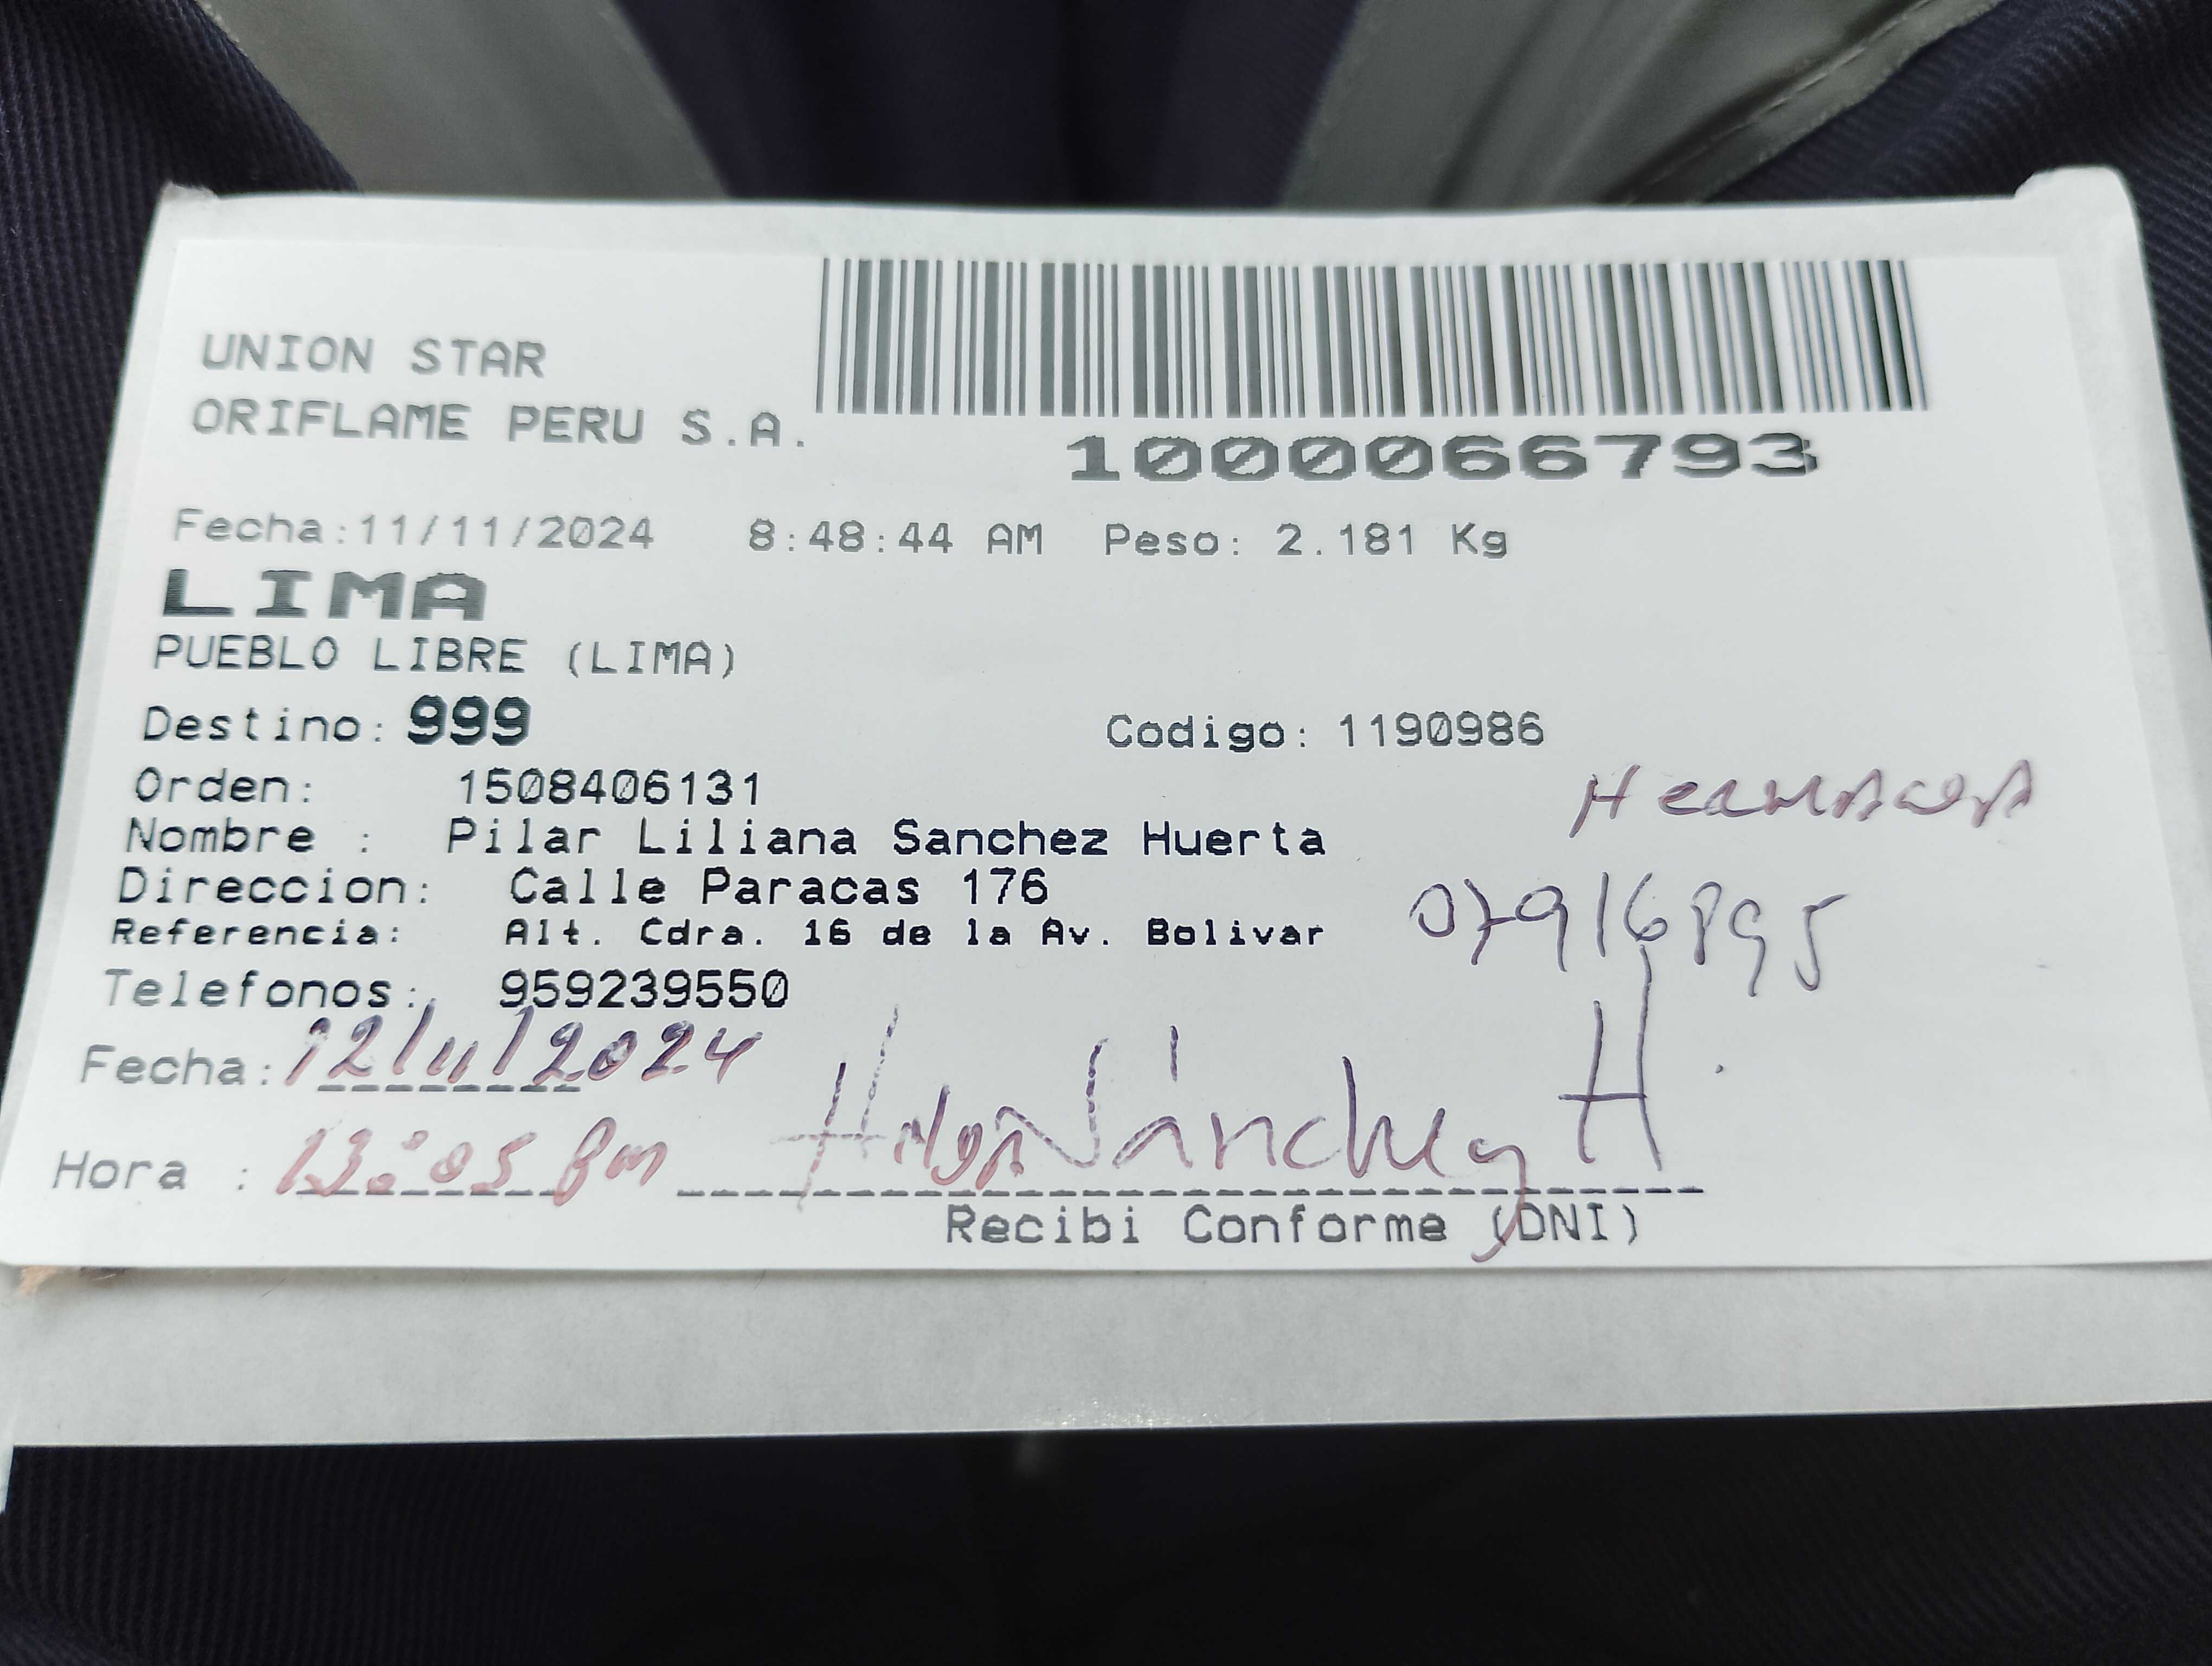 UNION STAR
ORIFLAME PERU S.A.
1000066793
Fecha:11/11/2024 8:48:44 AM Peso: 2.181 Kg
LIMA
PUEBLO LIBRE (LIMA)
Destino: 999 Codigo: 1190986
Orden: 1508406131
Hermana
Nombre : Pilar Liliana Sanchez Huerta
Direccion: Calle Paracas 176
07916895
Referencia: Alt. Cdra. 16 de la Av. Bolivar
Telefonos: 959239550
Fecha: 12/11/2024
Hora : 13:05 pm Sánchez H.
Recibi Conforme (DNI)